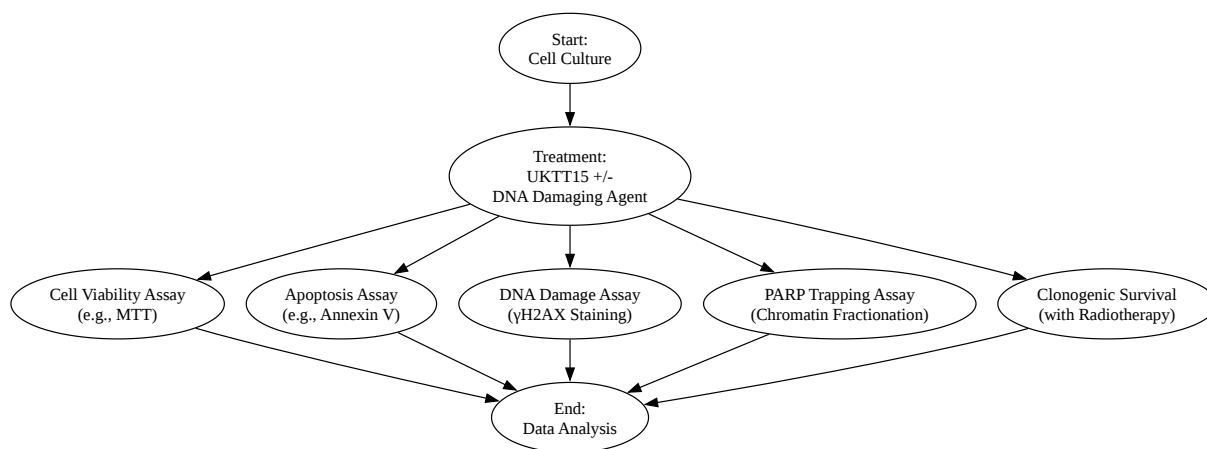 Start:
Cell Culture
Treatment:
UKTT15 +/-
DNA Damaging Agent
Cell Viability Assay
(e.g., MTT)
Apoptosis Assay
(e.g., Annexin V)
DNA Damage Assay
(γH2AX Staining)
PARP Trapping Assay
(Chromatin Fractionation)
Clonogenic Survival
(with Radiotherapy)
End:
Data Analysis